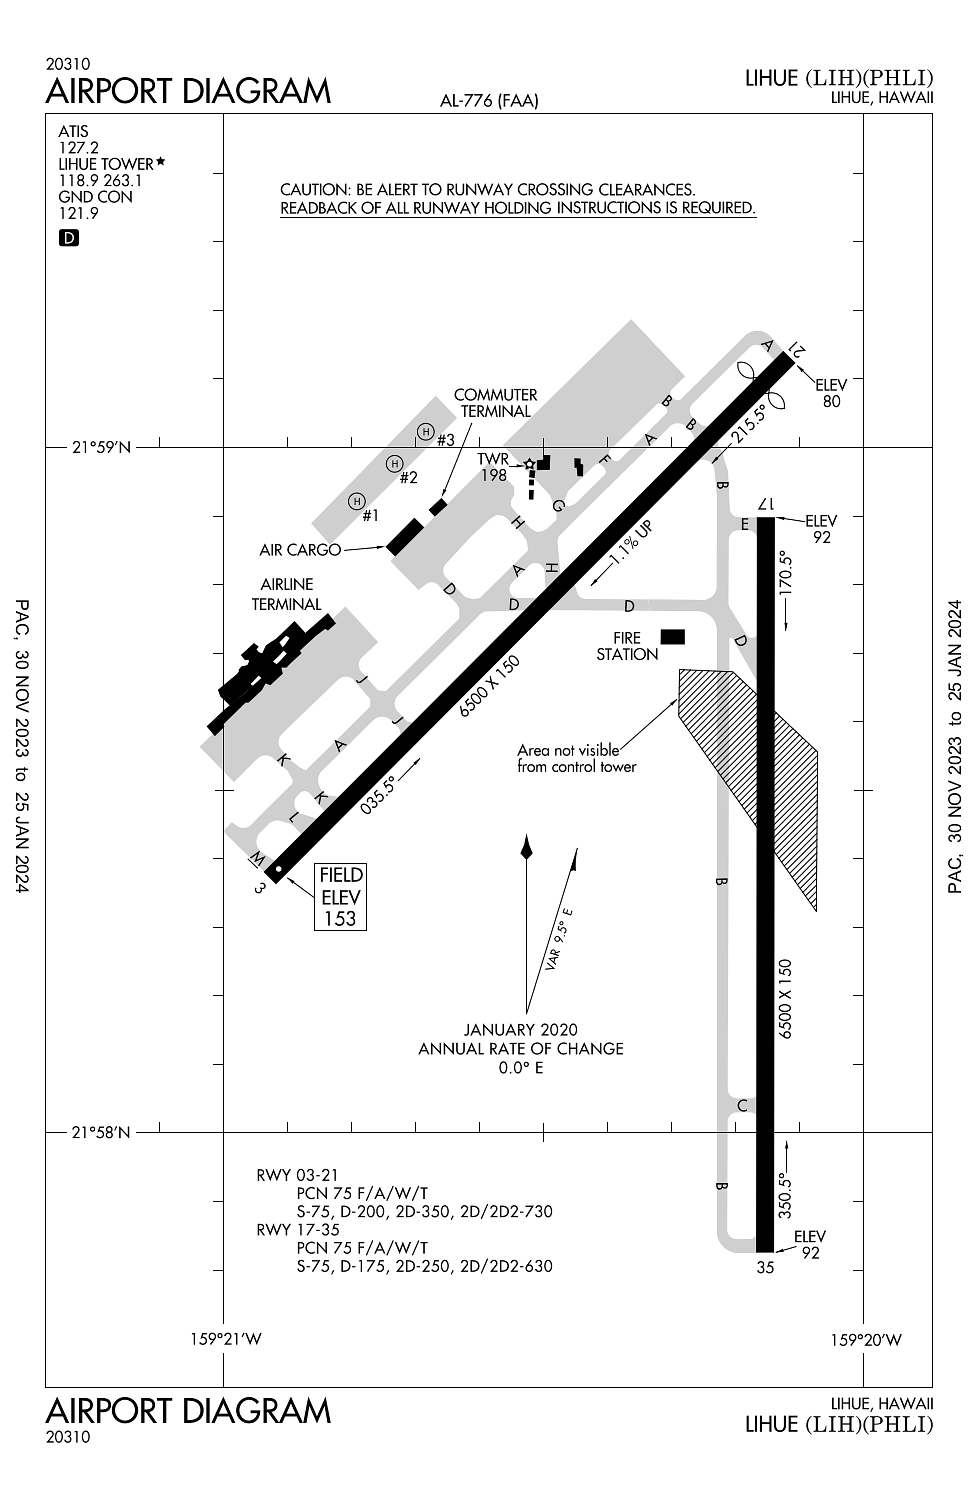 20310
AIRPORT DIAGRAM
AL-776 (FAA)
LIHUE (LIH)(PHLI)
LIHUE, HAWAII
ATIS
127.2
LIHUE TOWER★
118.9 263.1
GND CON
121.9
D
CAUTION: BE ALERT TO RUNWAY CROSSING CLEARANCES.
READBACK OF ALL RUNWAY HOLDING INSTRUCTIONS IS REQUIRED.
A
21
ELEV
80
COMMUTER
TERMINAL
B
B
215.5°
H
#3
A
21°59'N
TWR
198
F
H
#2
B
H
#1
G
H
17
E
ELEV
92
AIR CARGO
1.1% UP
A
H
170.5°
AIRLINE
TERMINAL
D
D
D
FIRE
STATION
D
6500 X 150
J
J
A
K
Area not visible
from control tower
035.5°
K
L
M
3
FIELD
ELEV
153
B
VAR 9.5° E
6500 X 150
JANUARY 2020
ANNUAL RATE OF CHANGE
0.0° E
C
21°58'N
B
350.5°
RWY 03-21
PCN 75 F/A/W/T
S-75, D-200, 2D-350, 2D/2D2-730
RWY 17-35
PCN 75 F/A/W/T
S-75, D-175, 2D-250, 2D/2D2-630
ELEV
92
35
159°21'W
159°20'W
PAC, 30 NOV 2023 to 25 JAN 2024
PAC, 30 NOV 2023 to 25 JAN 2024
AIRPORT DIAGRAM
20310
LIHUE, HAWAII
LIHUE (LIH)(PHLI)